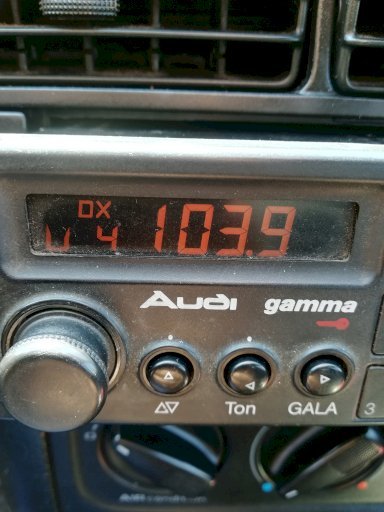 DX
U 4 103.9
Audi gamma
Ton GALA 3